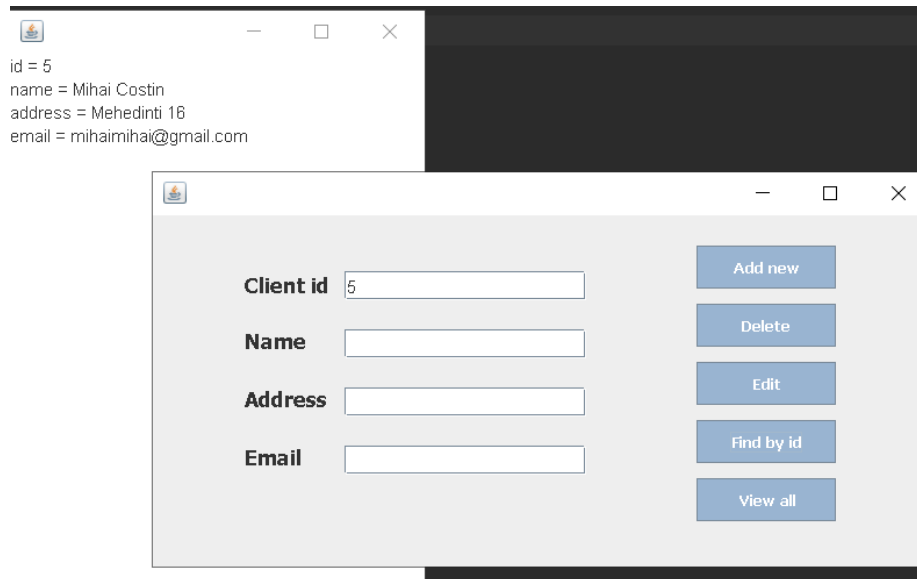 id = 5
name = Mihai Costin
address = Mehedinti 16
email = mihaimihai@gmail.com
Client id 5
Name
Address
Email
Add new
Delete
Edit
Find by id
View all